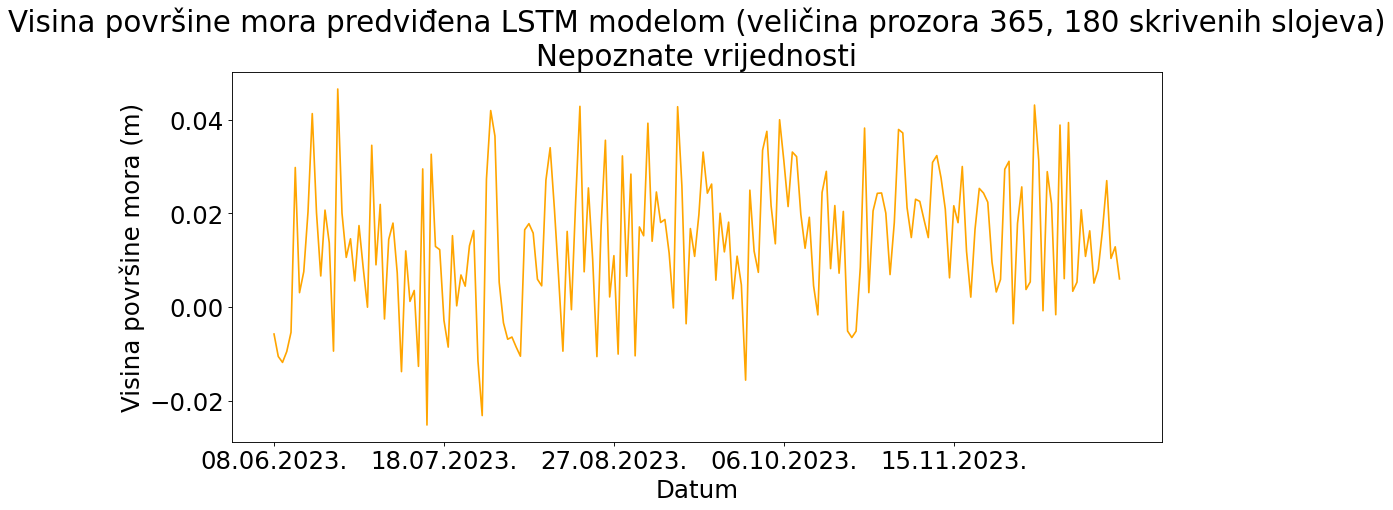 Visina površine mora predviđena LSTM modelom (veličina prozora 365, 180 skrivenih slojeva)
Nepoznate vrijednosti
Visina površine mora (m)
0.04
0.02
0.00
−0.02
08.06.2023. 18.07.2023. 27.08.2023. 06.10.2023. 15.11.2023.
Datum